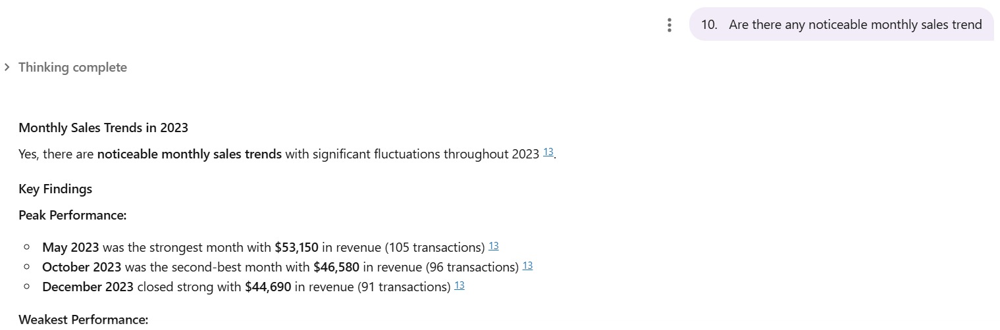 10. Are there any noticeable monthly sales trend
Thinking complete
Monthly Sales Trends in 2023
Yes, there are noticeable monthly sales trends with significant fluctuations throughout 2023 13.
Key Findings
Peak Performance:
May 2023 was the strongest month with $53,150 in revenue (105 transactions) 13
October 2023 was the second-best month with $46,580 in revenue (96 transactions) 13
December 2023 closed strong with $44,690 in revenue (91 transactions) 13
Weakest Performance: